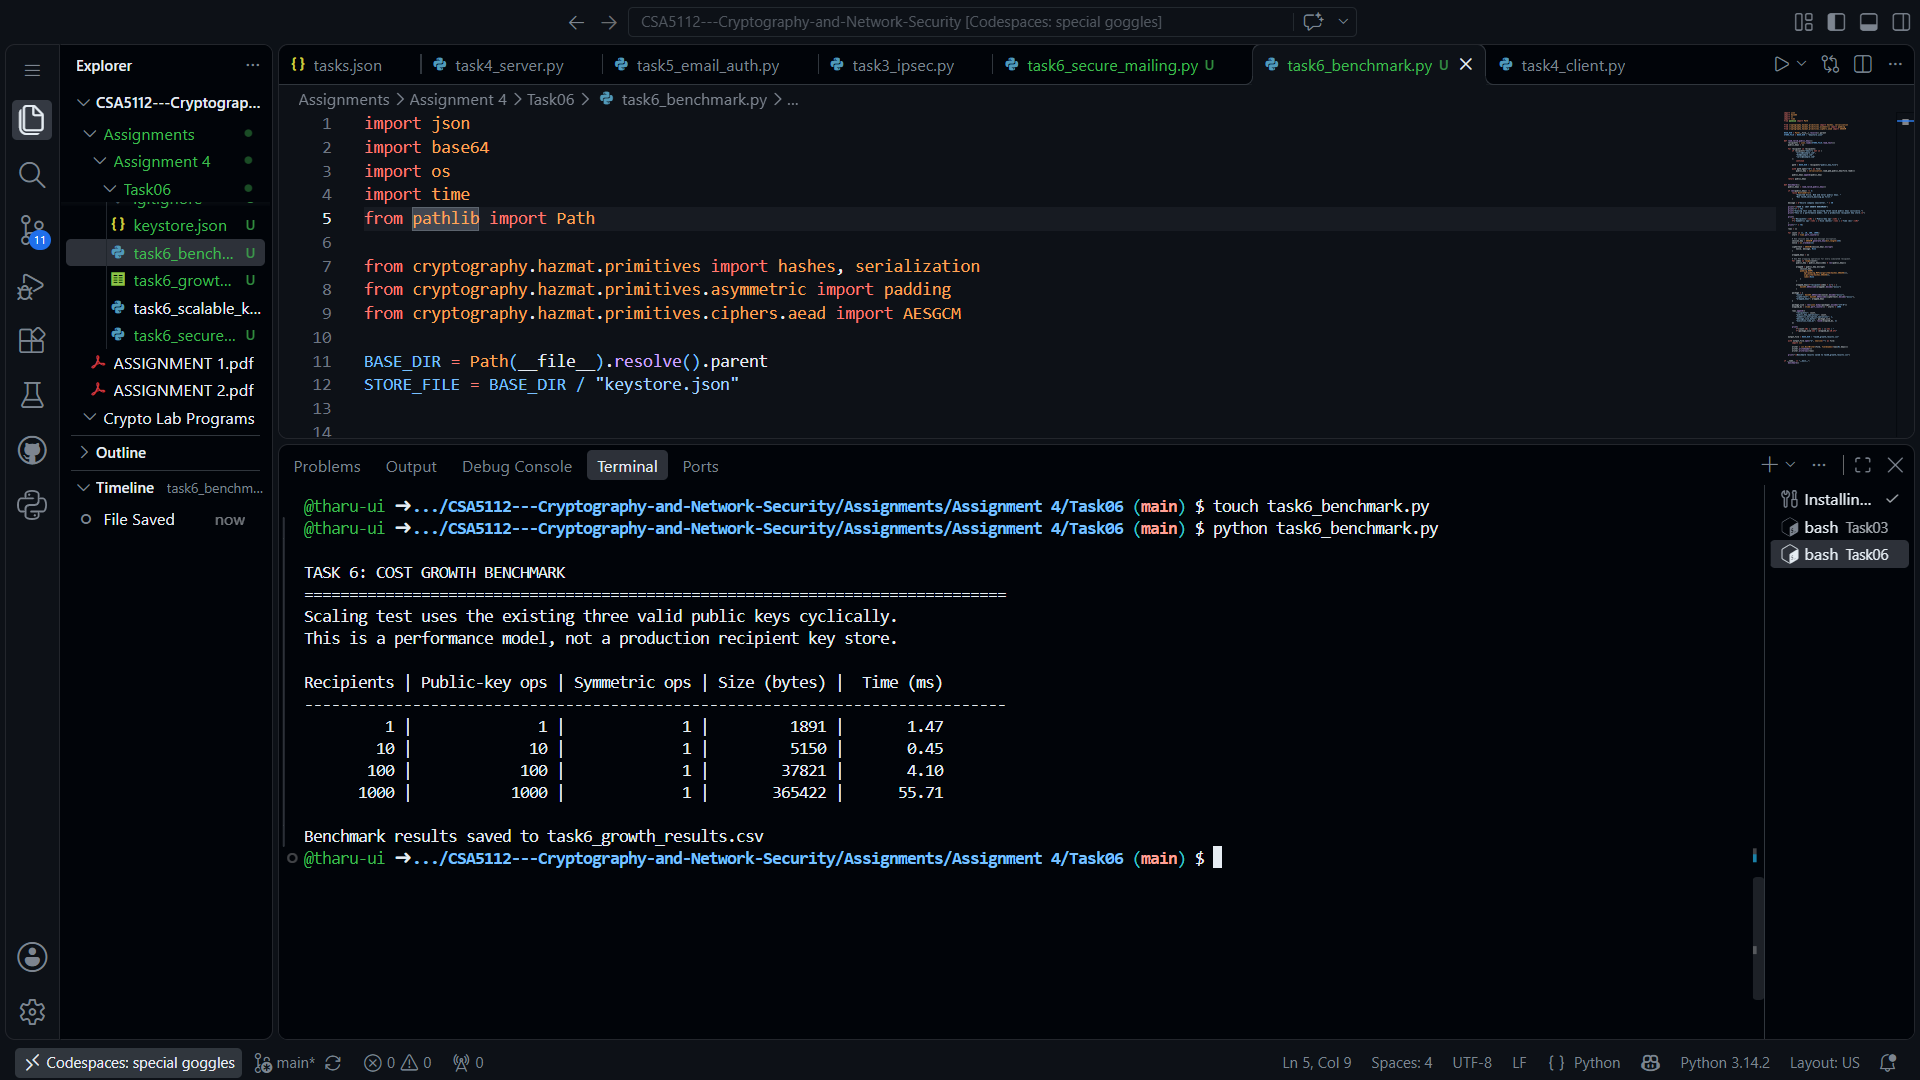 CSA5112---Cryptography-and-Network-Security [Codespaces: special goggles]
Explorer
CSA5112---Cryptograp...
Assignments
Assignment 4
Task06
keystore.json U
task6_bench... U
task6_growt... U
task6_scalable_k...
task6_secure... U
ASSIGNMENT 1.pdf
ASSIGNMENT 2.pdf
Crypto Lab Programs
Outline
Timeline task6_benchm...
File Saved now
11
tasks.json
task4_server.py
task5_email_auth.py
task3_ipsec.py
task6_secure_mailing.py U
task6_benchmark.py U
task4_client.py
Assignments > Assignment 4 > Task06 > task6_benchmark.py > ...
1 import json
2 import base64
3 import os
4 import time
5 from pathlib import Path
6
7 from cryptography.hazmat.primitives import hashes, serialization
8 from cryptography.hazmat.primitives.asymmetric import padding
9 from cryptography.hazmat.primitives.ciphers.aead import AESGCM
10
11 BASE_DIR = Path(__file__).resolve().parent
12 STORE_FILE = BASE_DIR / "keystore.json"
13
14
Problems Output Debug Console Terminal Ports
@tharu-ui ➜.../CSA5112---Cryptography-and-Network-Security/Assignments/Assignment 4/Task06 (main) $ touch task6_benchmark.py
@tharu-ui ➜.../CSA5112---Cryptography-and-Network-Security/Assignments/Assignment 4/Task06 (main) $ python task6_benchmark.py
TASK 6: COST GROWTH BENCHMARK
==============================================================================
Scaling test uses the existing three valid public keys cyclically.
This is a performance model, not a production recipient key store.
Recipients | Public-key ops | Symmetric ops | Size (bytes) |  Time (ms)
------------------------------------------------------------------------------
1 | 1 | 1 | 1891 | 1.47
10 | 10 | 1 | 5150 | 0.45
100 | 100 | 1 | 37821 | 4.10
1000 | 1000 | 1 | 365422 | 55.71
Benchmark results saved to task6_growth_results.csv
@tharu-ui ➜.../CSA5112---Cryptography-and-Network-Security/Assignments/Assignment 4/Task06 (main) $
Installin...
bash Task03
bash Task06
Codespaces: special goggles main* 0 0 0
Ln 5, Col 9 Spaces: 4 UTF-8 LF { } Python Python 3.14.2 Layout: US